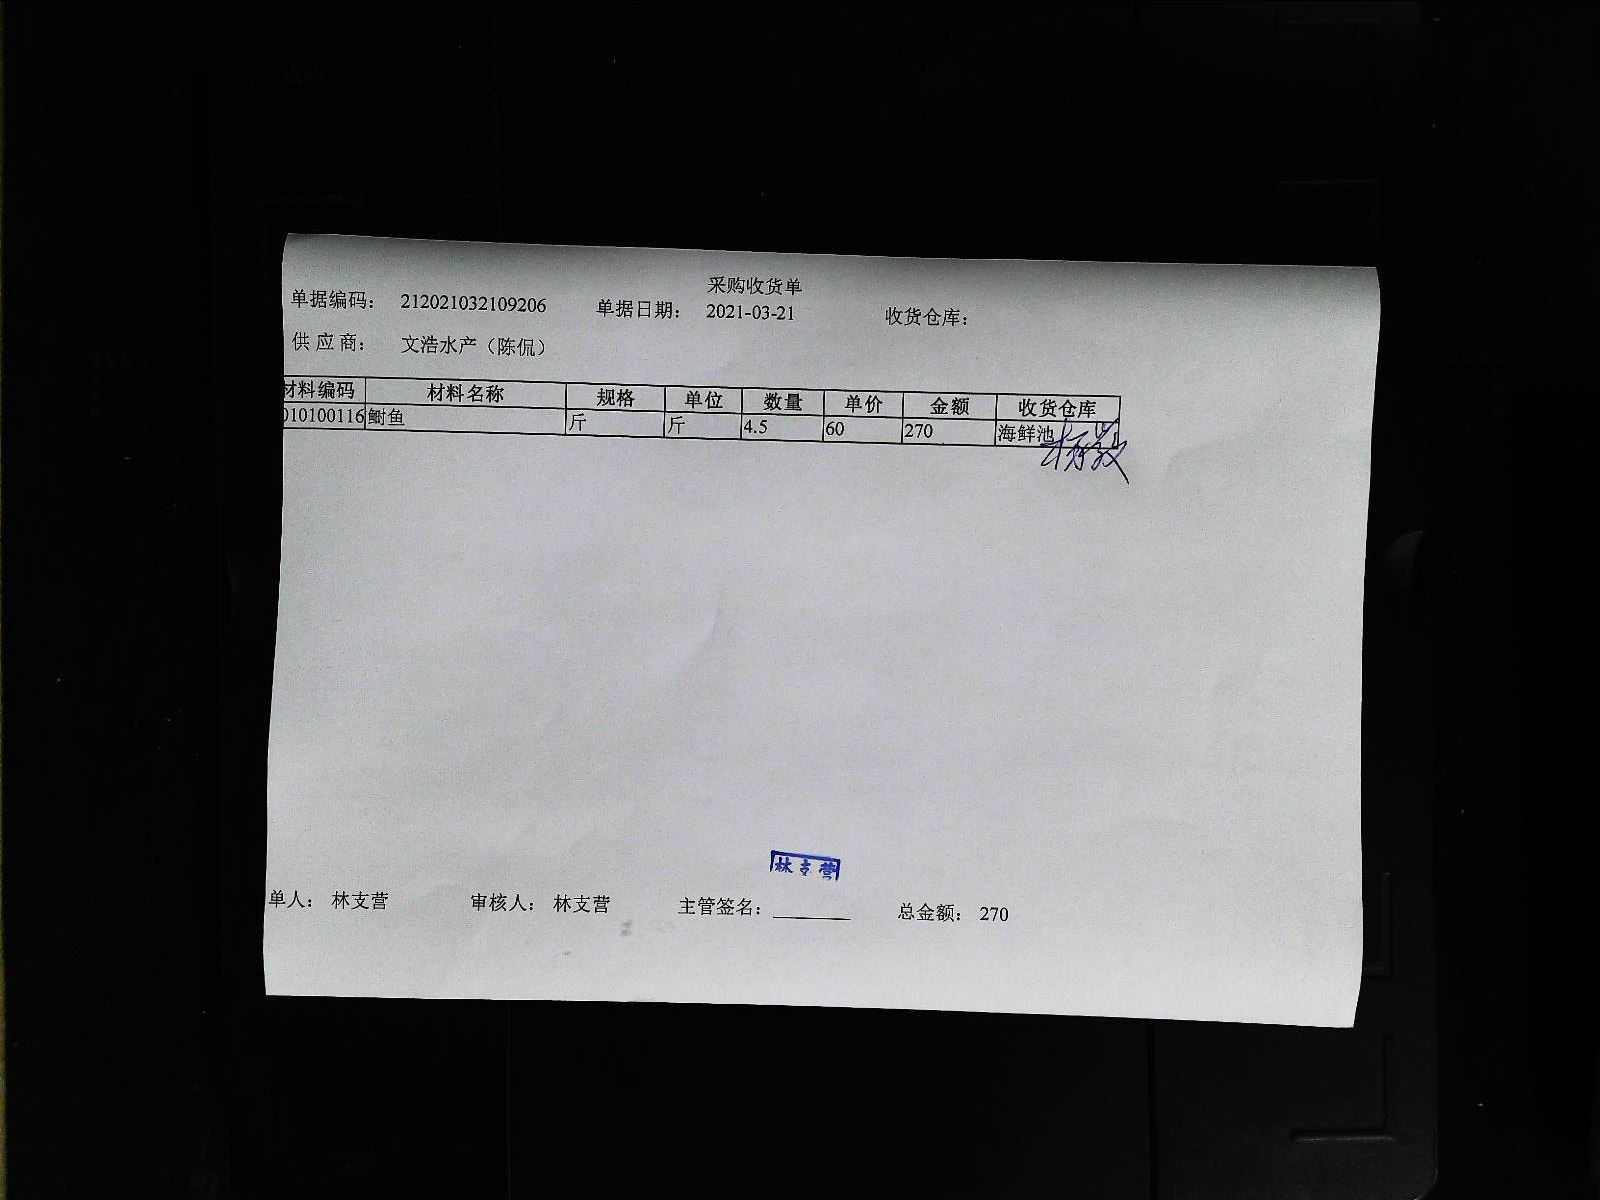 采购收货单
单据编码： 212021032109206 单据日期： 2021-03-21 收货仓库：
供应商： 文浩水产（陈侃）
材料编码 材料名称 规格 单位 数量 单价 金额 收货仓库
010100116 鲥鱼 斤 斤 4.5 60 270 海鲜池
林支营
单人： 林支营 审核人： 林支营 主管签名： 总金额： 270